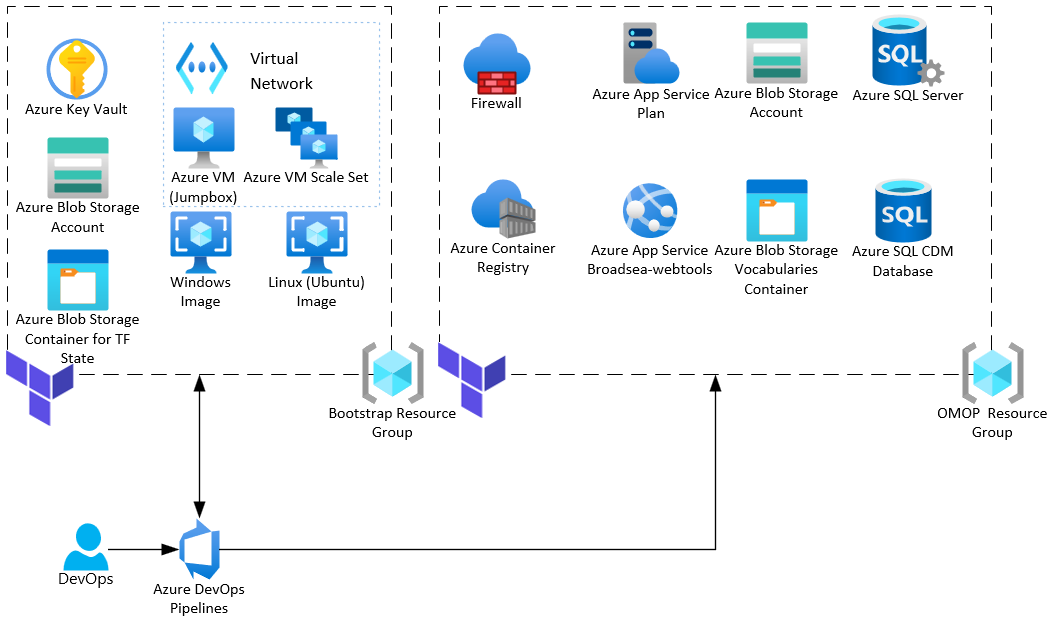 Azure Key Vault
Azure Blob Storage
Account
Azure Blob Storage
Container for TF
State
Virtual
Network
Azure VM
(Jumpbox)
Azure VM Scale Set
Windows
Image
Linux (Ubuntu)
Image
Bootstrap Resource
Group
Firewall
Azure App Service
Plan
Azure Blob Storage
Account
SQL
Azure SQL Server
Azure Container
Registry
Azure App Service
Broadsea-webtools
Azure Blob Storage
Vocabularies
Container
SQL
Azure SQL CDM
Database
OMOP  Resource
Group
DevOps
Azure DevOps
Pipelines